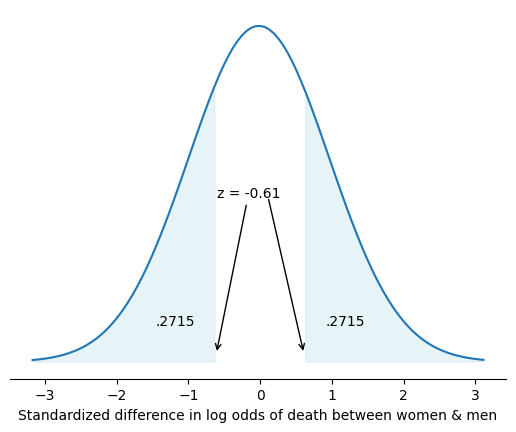 z = -0.61
.2715 .2715
−3 −2 −1 0 1 2 3
Standardized difference in log odds of death between women & men